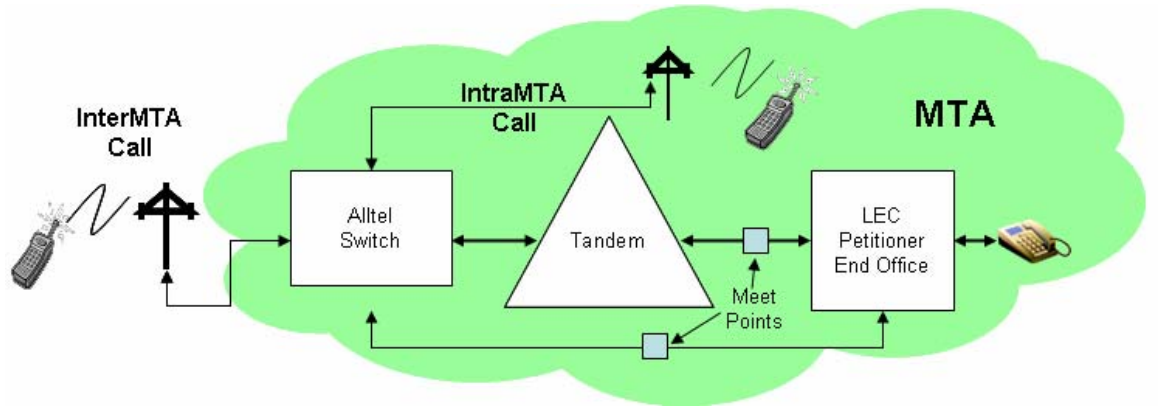 InterMTA
Call
IntraMTA
Call
MTA
Alltel
Switch
Tandem
LEC
Petitioner
End Office
Meet
Points